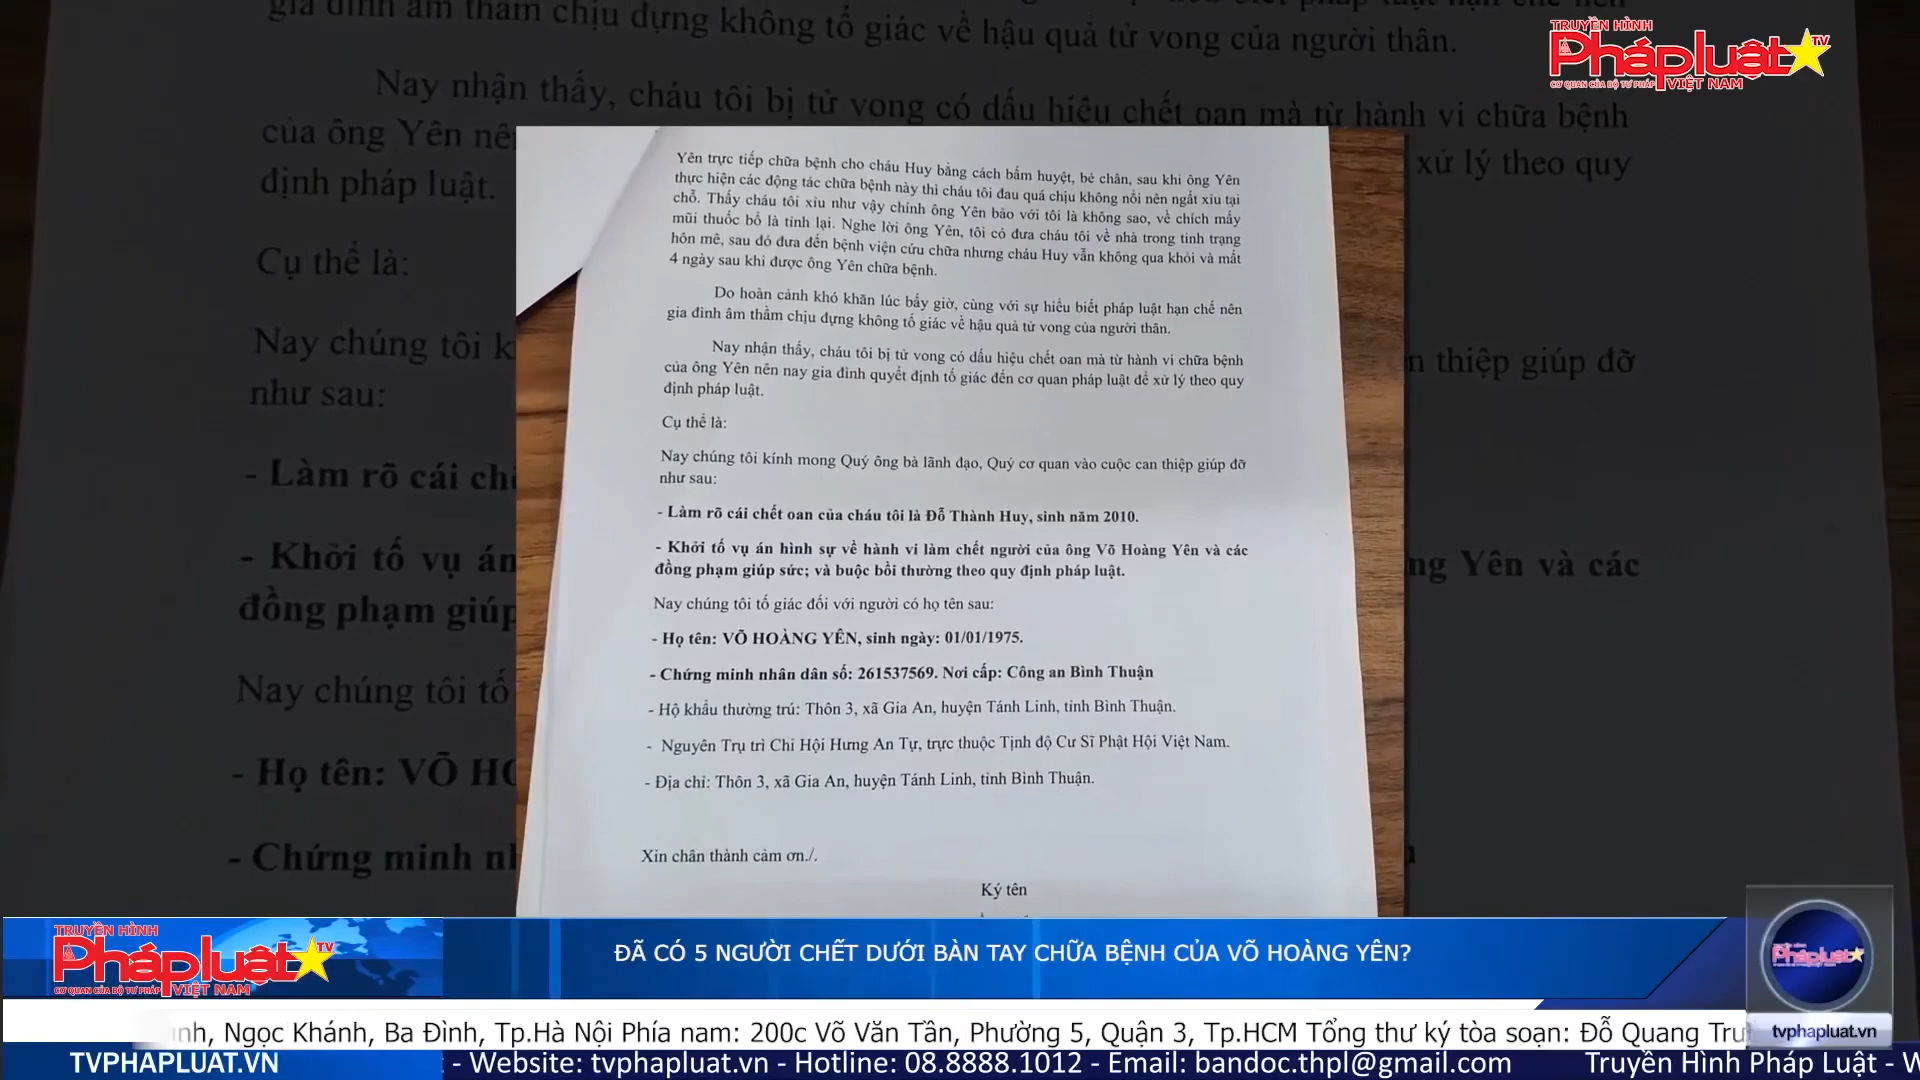 gia đình âm thầm chịu đựng không tố giác về hậu quả tử vong của người thân.
Nay nhận thấy, cháu tôi bị tử vong có dấu hiệu chết oan mà từ hành vi chữa bệnh
của ông Yên nên
xử lý theo quy
định pháp luật.
Cụ thể là:
Nay chúng tôi
thiệp giúp đỡ
như sau:
- Làm rõ cái
- Khởi tố vụ án
Yên và các
đồng phạm giúp
Nay chúng tôi tố
- Họ tên: VÕ
- Chứng minh
TRUYỀN HÌNH
Phápluật TV
CƠ QUAN CỦA BỘ TƯ PHÁP VIỆT NAM
Yên trực tiếp chữa bệnh cho cháu Huy bằng cách bấm huyệt, bẻ chân, sau khi ông Yên
thực hiện các động tác chữa bệnh này thì cháu tôi đau quá chịu không nổi nên ngất xỉu tại
chỗ. Thấy cháu tôi xỉu như vậy chính ông Yên bảo với tôi là không sao, về chích mấy
mũi thuốc bổ là tỉnh lại. Nghe lời ông Yên, tôi có đưa cháu tôi về nhà trong tình trạng
hôn mê, sau đó đưa đến bệnh viện cứu chữa nhưng cháu Huy vẫn không qua khỏi và mất
4 ngày sau khi được ông Yên chữa bệnh.
Do hoàn cảnh khó khăn lúc bấy giờ, cùng với sự hiểu biết pháp luật hạn chế nên
gia đình âm thầm chịu đựng không tố giác về hậu quả tử vong của người thân.
Nay nhận thấy, cháu tôi bị tử vong có dấu hiệu chết oan mà từ hành vi chữa bệnh
của ông Yên nên nay gia đình quyết định tố giác đến cơ quan pháp luật để xử lý theo quy
định pháp luật.
Cụ thể là:
Nay chúng tôi kính mong Quý ông bà lãnh đạo, Quý cơ quan vào cuộc can thiệp giúp đỡ
như sau:
- Làm rõ cái chết oan của cháu tôi là Đỗ Thành Huy, sinh năm 2010.
- Khởi tố vụ án hình sự về hành vi làm chết người của ông Võ Hoàng Yên và các
đồng phạm giúp sức; và buộc bồi thường theo quy định pháp luật.
Nay chúng tôi tố giác đối với người có họ tên sau:
- Họ tên: VÕ HOÀNG YÊN, sinh ngày: 01/01/1975.
- Chứng minh nhân dân số: 261537569. Nơi cấp: Công an Bình Thuận
- Hộ khẩu thường trú: Thôn 3, xã Gia An, huyện Tánh Linh, tỉnh Bình Thuận.
- Nguyên Trụ trì Chi Hội Hưng An Tự, trực thuộc Tịnh độ Cư Sĩ Phật Hội Việt Nam.
- Địa chỉ: Thôn 3, xã Gia An, huyện Tánh Linh, tỉnh Bình Thuận.
Xin chân thành cảm ơn./.
Ký tên
TRUYỀN HÌNH
Phápluật TV
CƠ QUAN CỦA BỘ TƯ PHÁP VIỆT NAM
ĐÃ CÓ 5 NGƯỜI CHẾT DƯỚI BÀN TAY CHỮA BỆNH CỦA VÕ HOÀNG YÊN?
Phápluật
tvphapluat.vn
Ngọc Khánh, Ba Đình, Tp.Hà Nội Phía nam: 200c Võ Văn Tần, Phường 5, Quận 3, Tp.HCM Tổng thư ký tòa soạn: Đỗ Quang
TVPHAPLUAT.VN
- Website: tvphapluat.vn - Hotline: 08.8888.1012 - Email: bandoc.thpl@gmail.com
Truyền Hình Pháp Luật -